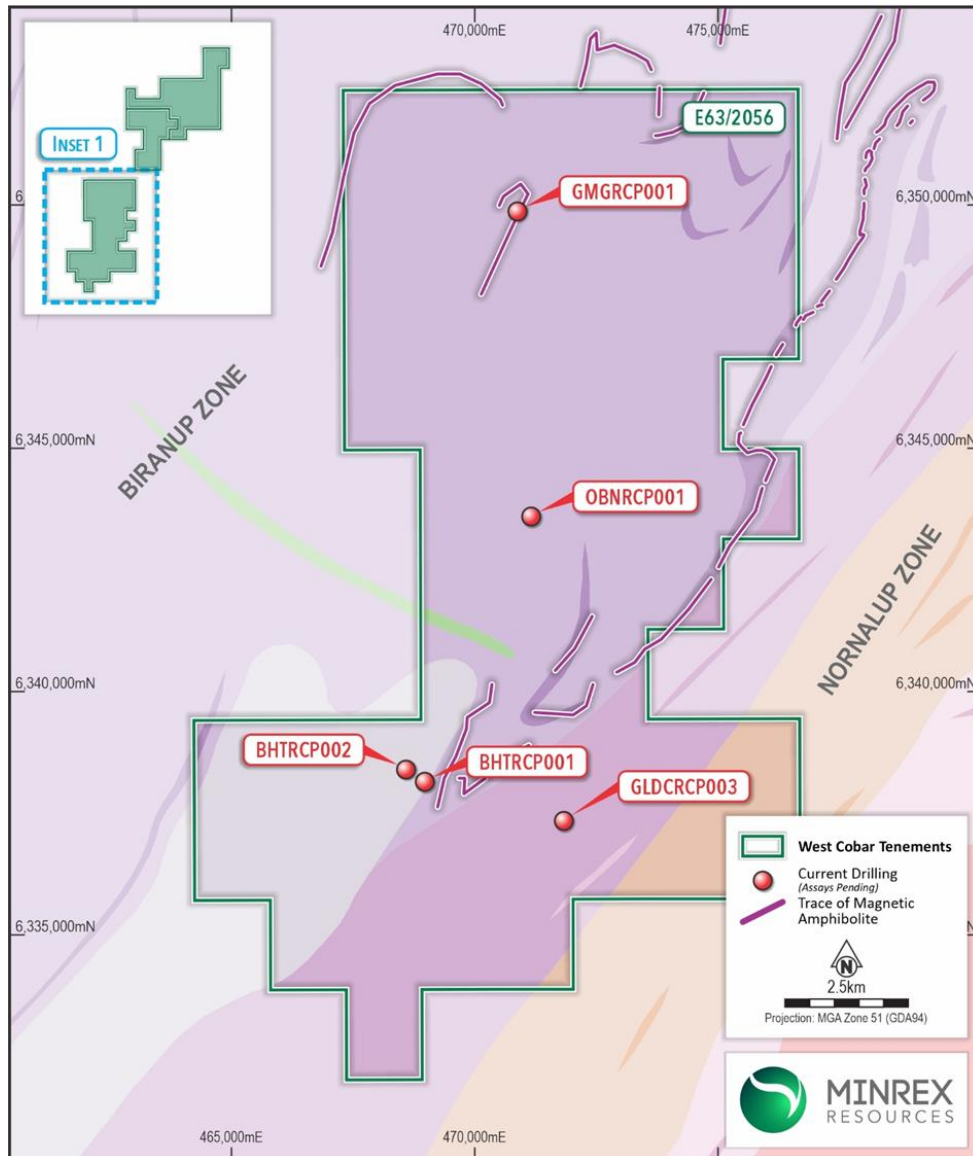 470,000mE
475,000mE
INSET 1
E63/2056
GMGRCP001
6,350,000mN
BIRANUP ZONE
6,345,000mN
6,345,000mN
OBNRCP001
NORNALUP ZONE
6,340,000mN
6,340,000mN
BHTRCP002
BHTRCP001
GLDCRCP003
West Cobar Tenements
Current Drilling
(Assays Pending)
Trace of Magnetic
Amphibolite
N
2.5km
Projection: MGA Zone 51 (GDA94)
6,335,000mN
MINREX
RESOURCES
465,000mE
470,000mE